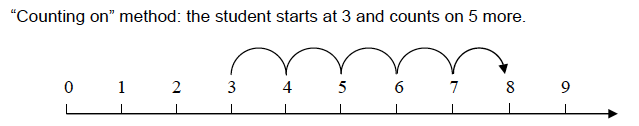 “Counting on” method: the student starts at 3 and counts on 5 more.
0 1 2 3 4 5 6 7 8 9